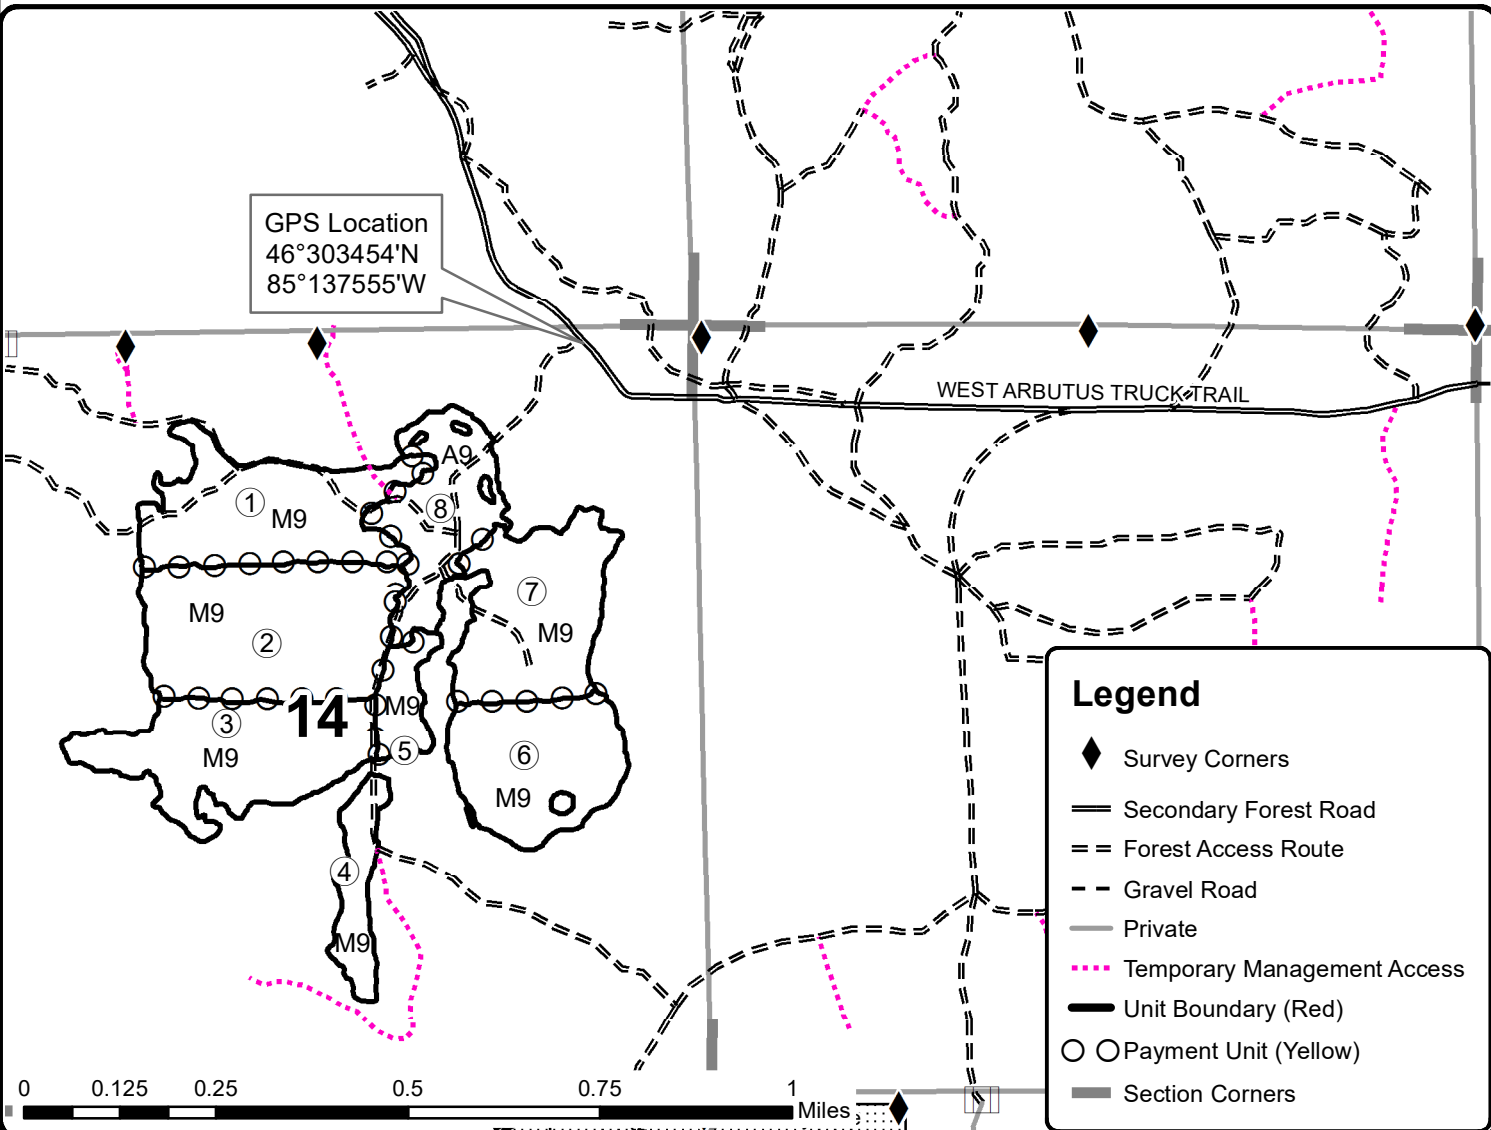 GPS Location
46°303454'N
85°137555'W
WEST ARBUTUS TRUCK TRAIL
A9
1
M9
8
7
M9
M9
2
14
M9
3
M9
5
6
M9
4
M9
Legend
Survey Corners
Secondary Forest Road
Forest Access Route
Gravel Road
Private
Temporary Management Access
Unit Boundary (Red)
Payment Unit (Yellow)
Section Corners
0 0.125 0.25 0.5 0.75 1
Miles